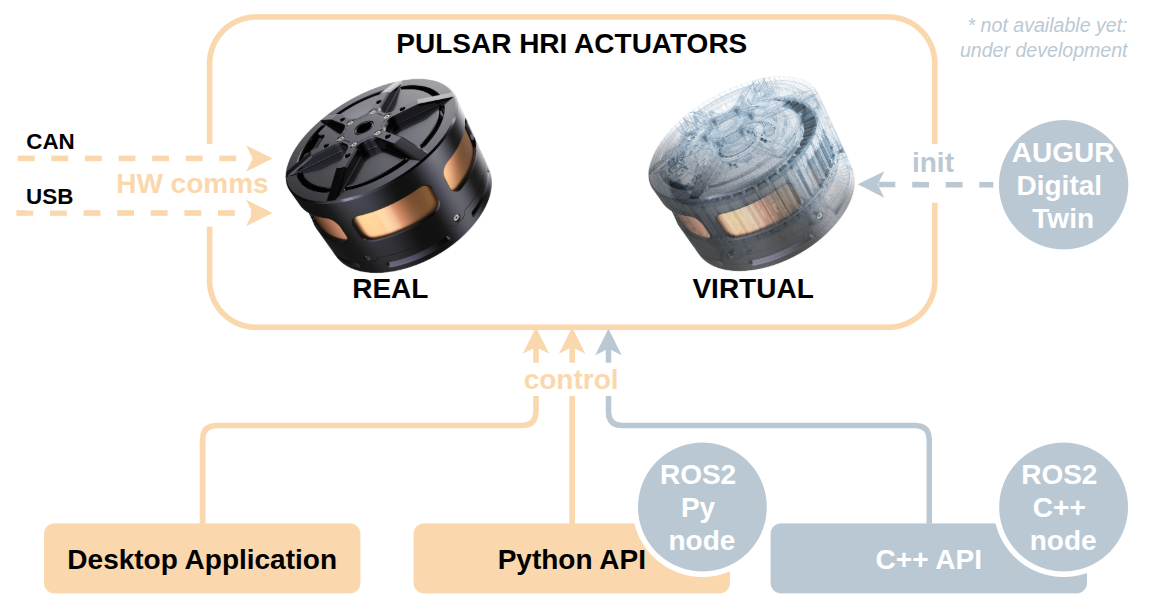 PULSAR HRI ACTUATORS
* not available yet:
under development
CAN
HW comms
USB
init
AUGUR
Digital
Twin
REAL
VIRTUAL
control
ROS2
Py
node
ROS2
C++
node
Desktop Application
Python API
C++ API